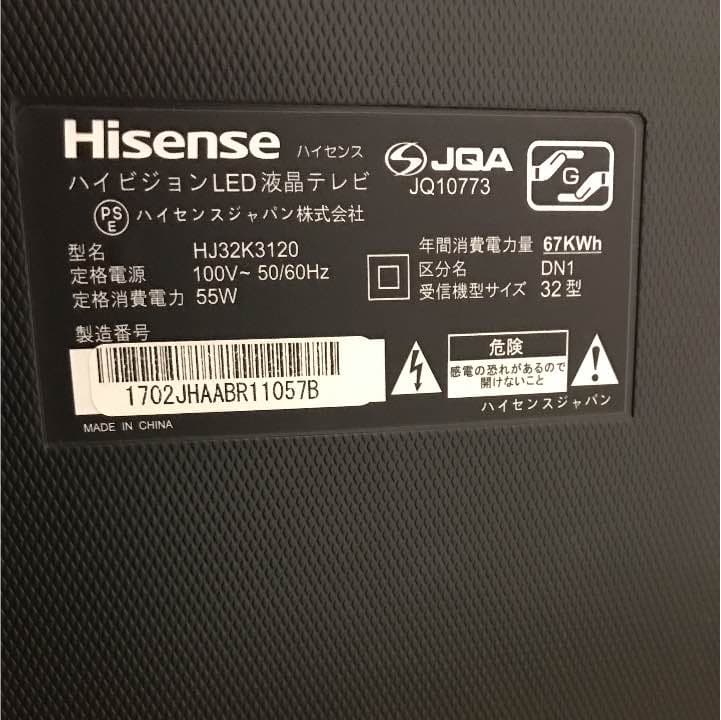 Hisense ハイセンス
JQA
JQ10773
G
ハイビジョンLED液晶テレビ
PS
E
ハイセンスジャパン株式会社
型名 HJ32K3120
定格電源 100V~ 50/60Hz
定格消費電力 55W
年間消費電力量 67KWh
区分名 DN1
受信機型サイズ 32型
製造番号
1702JHAABR11057B
危険
感電の恐れがあるので
開けないこと
ハイセンスジャパン
MADE IN CHINA